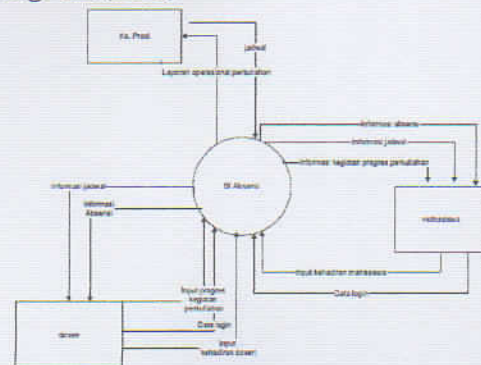 Ka. Prodi
jadwal
Laporan operasional perkuliahan
Informasi absensi
Informasi jadwal
Informasi kegiatan progres perkuliahan
SI Absensi
mahasiswa
Informasi jadwal
Informasi
Absensi
Input kehadiran mahasiswa
Data login
Input progres
kegiatan
perkuliahan
Data login
Input
kehadiran dosen
dosen